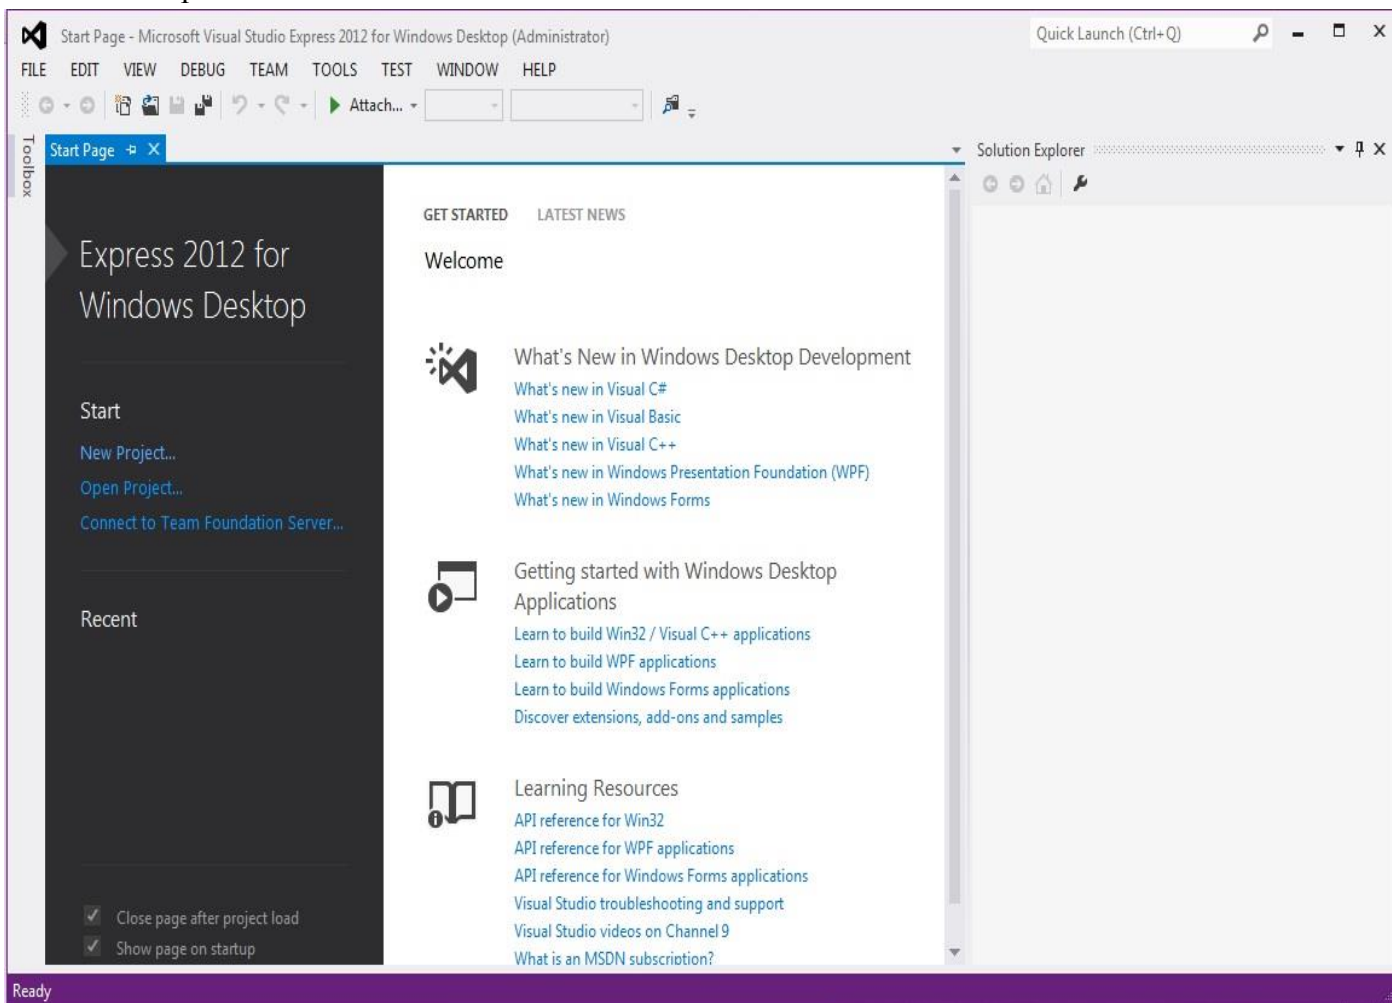 Start Page - Microsoft Visual Studio Express 2012 for Windows Desktop (Administrator)
Quick Launch (Ctrl+Q)
FILE EDIT VIEW DEBUG TEAM TOOLS TEST WINDOW HELP
Attach...
Toolbox
Start Page
Solution Explorer
Express 2012 for
Windows Desktop
Start
New Project...
Open Project...
Connect to Team Foundation Server...
Recent
Close page after project load
Show page on startup
GET STARTED LATEST NEWS
Welcome
What's New in Windows Desktop Development
What's new in Visual C#
What's new in Visual Basic
What's new in Visual C++
What's new in Windows Presentation Foundation (WPF)
What's new in Windows Forms
Getting started with Windows Desktop
Applications
Learn to build Win32 / Visual C++ applications
Learn to build WPF applications
Learn to build Windows Forms applications
Discover extensions, add-ons and samples
Learning Resources
API reference for Win32
API reference for WPF applications
API reference for Windows Forms applications
Visual Studio troubleshooting and support
Visual Studio videos on Channel 9
What is an MSDN subscription?
Ready